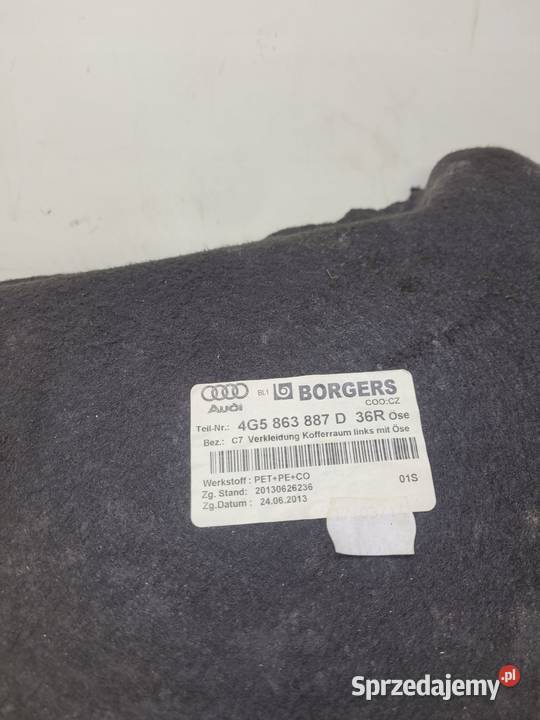 Audi BL1 BORGERS
COO:CZ
Teil-Nr.: 4G5 863 887 D 36R Öse
Bez.: C7 Verkleidung Kofferraum links mit Öse
Werkstoff : PET+PE+CO 01S
Zg. Stand: 20130626236
Zg.Datum : 24.06.2013
Sprzedajemy.pl